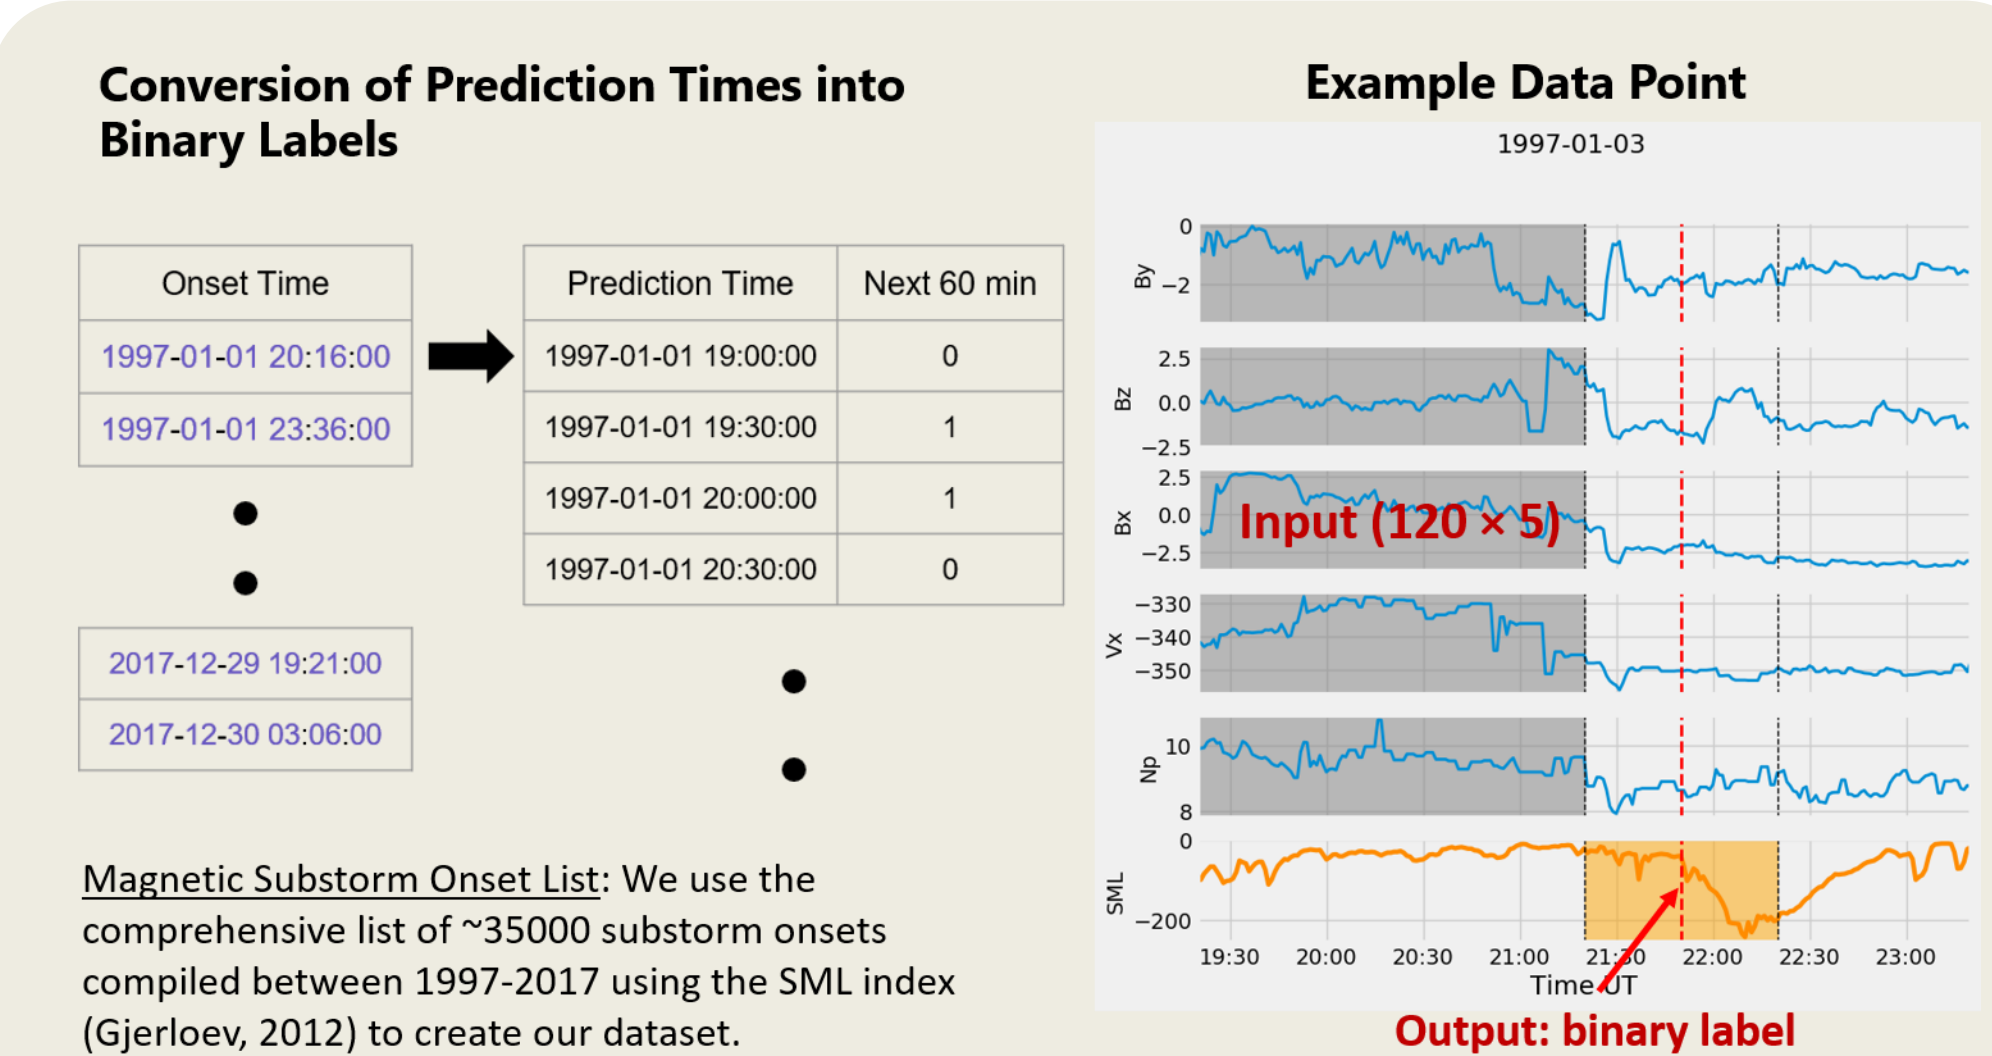 Conversion of Prediction Times into
Binary Labels
Onset Time
1997-01-01 20:16:00
1997-01-01 23:36:00
2017-12-29 19:21:00
2017-12-30 03:06:00
Prediction Time Next 60 min
1997-01-01 19:00:00 0
1997-01-01 19:30:00 1
1997-01-01 20:00:00 1
1997-01-01 20:30:00 0
Magnetic Substorm Onset List: We use the
comprehensive list of ~35000 substorm onsets
compiled between 1997-2017 using the SML index
(Gjerloev, 2012) to create our dataset.
Example Data Point
1997-01-03
By
0
−2
Bz
2.5
0.0
−2.5
Bx
2.5
0.0
−2.5
Input (120 × 5)
Vx
−330
−340
−350
Np
10
8
SML
0
−200
19:30 20:00 20:30 21:00 21:30 22:00 22:30 23:00
Time UT
Output: binary label